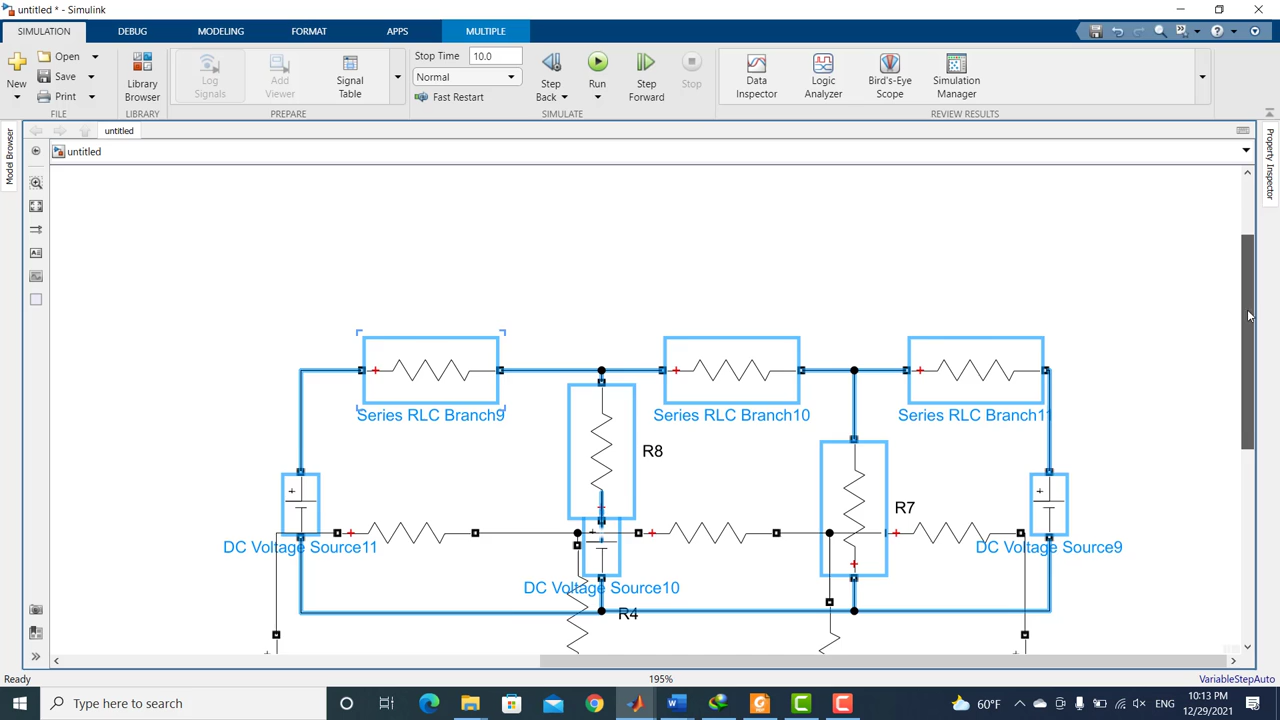 untitled * - Simulink
SIMULATION DEBUG MODELING FORMAT APPS MULTIPLE
New
Open
Save
Print
FILE
Library Browser
LIBRARY
Log Signals
Add Viewer
Signal Table
PREPARE
Stop Time 10.0
Normal
Fast Restart
Step Back
Run
Step Forward
Stop
SIMULATE
Data Inspector
Logic Analyzer
Bird's-Eye Scope
Simulation Manager
REVIEW RESULTS
Model Browser
untitled
untitled
Property Inspector
Series RLC Branch9
Series RLC Branch10
Series RLC Branch11
R8
R7
DC Voltage Source11
DC Voltage Source9
DC Voltage Source10
R4
Ready
195%
VariableStepAuto
Type here to search
60°F
ENG
10:13 PM
12/29/2021